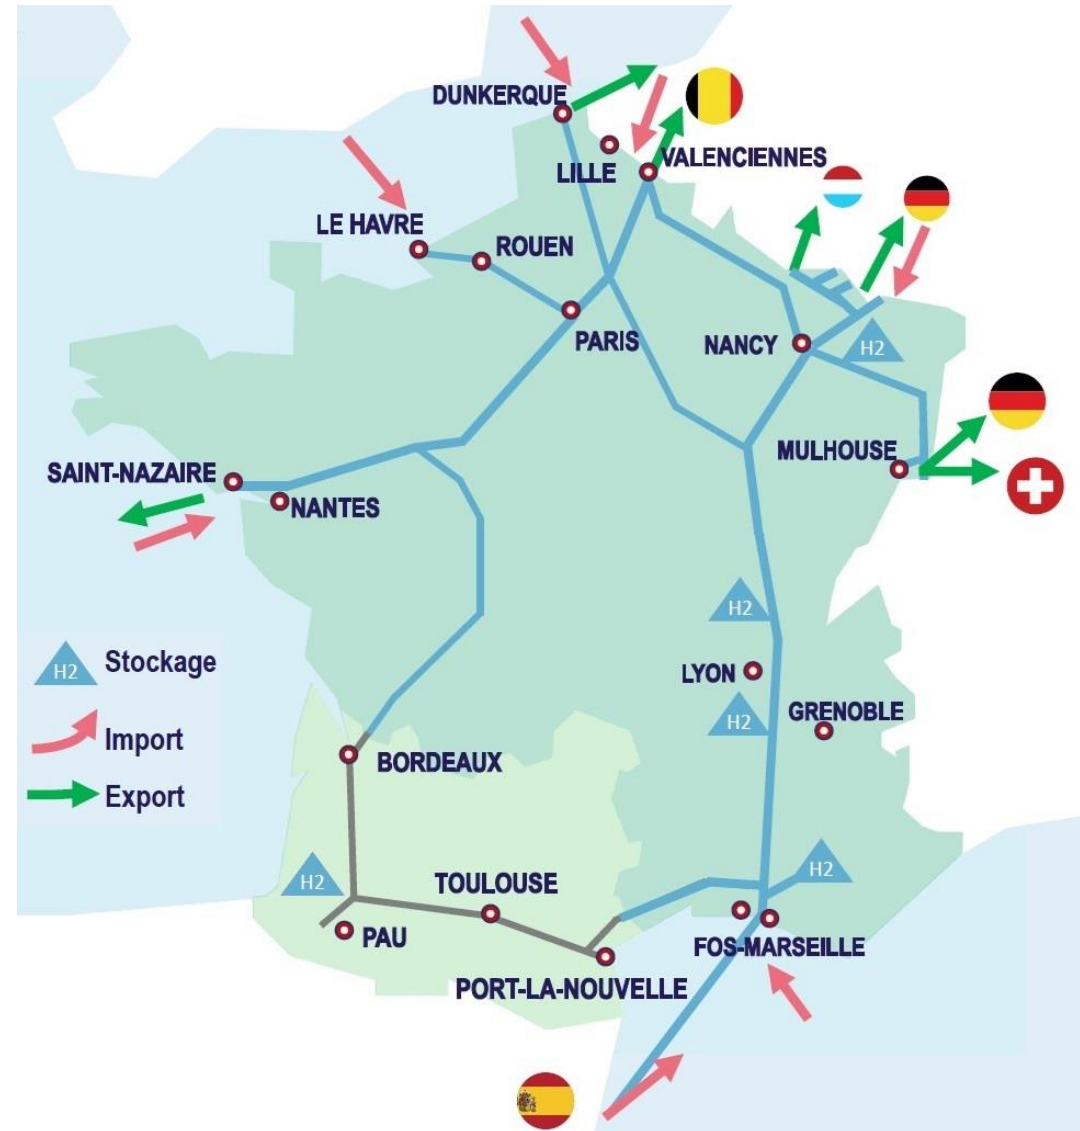 DUNKERQUE
LILLE
VALENCIENNES
LE HAVRE
ROUEN
PARIS
NANCY
H2
MULHOUSE
SAINT-NAZAIRE
NANTES
H2
H2 Stockage
LYON
H2
GRENOBLE
Import
BORDEAUX
Export
H2
H2
TOULOUSE
PAU
FOS-MARSEILLE
PORT-LA-NOUVELLE